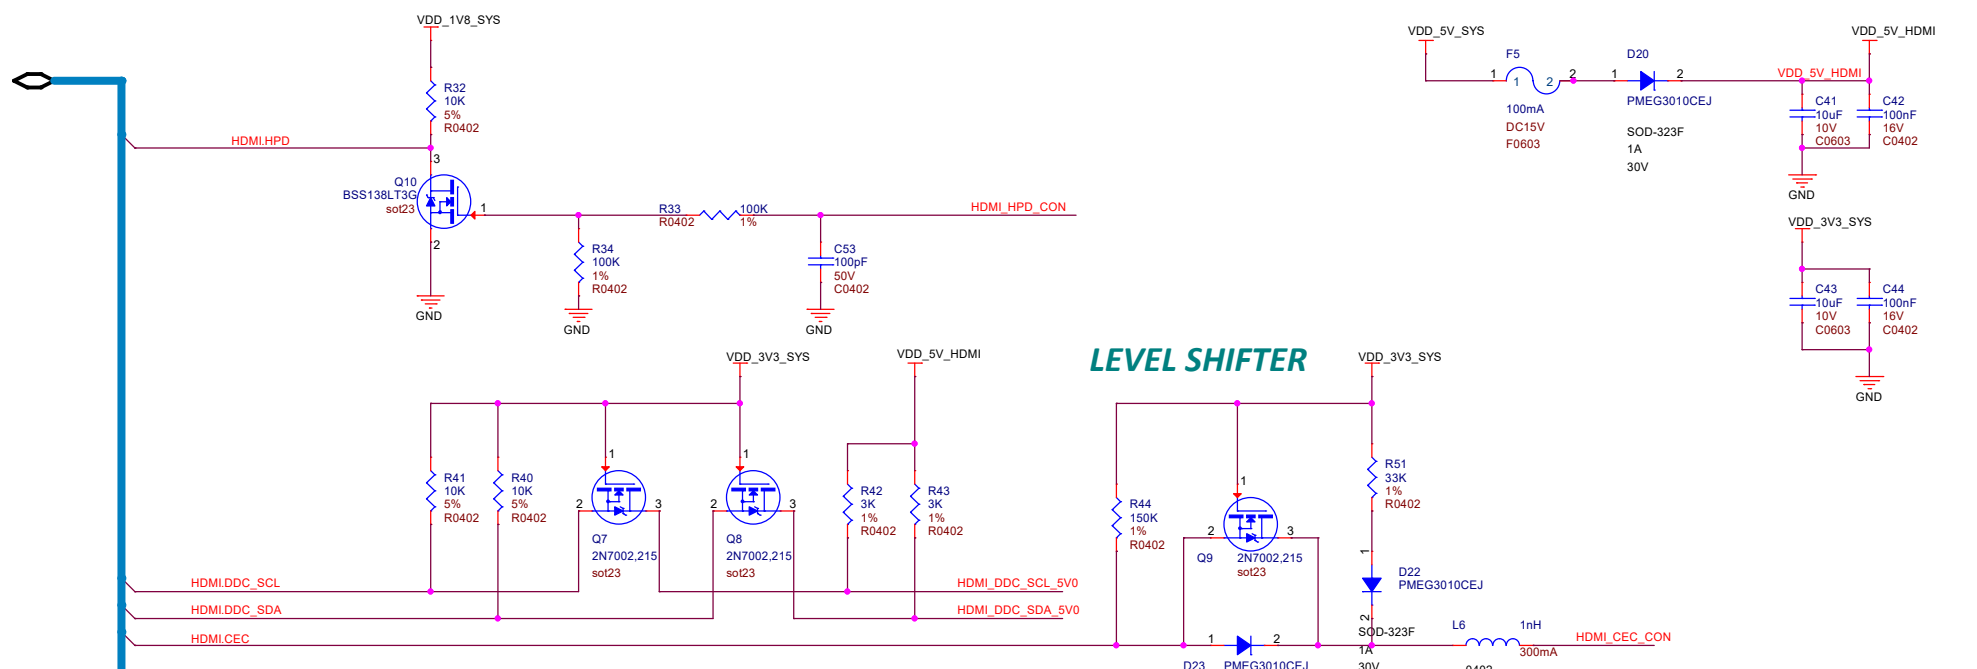 VDD_1V8_SYS
R32
10K
5%
R0402
HDMI.HPD
3
Q10
BSS138LT3G
sot23
1
2
GND
R33
R0402
100K
1%
HDMI_HPD_CON
R34
100K
1%
R0402
GND
C53
100pF
50V
C0402
GND
VDD_5V_SYS
F5
1
1
2
2
100mA
DC15V
F0603
D20
1
2
PMEG3010CEJ
SOD-323F
1A
30V
VDD_5V_HDMI
VDD_5V_HDMI
C41
10uF
10V
C0603
C42
100nF
16V
C0402
GND
VDD_3V3_SYS
C43
10uF
10V
C0603
C44
100nF
16V
C0402
GND
LEVEL SHIFTER
VDD_3V3_SYS
VDD_5V_HDMI
R41
10K
5%
R0402
R40
10K
5%
R0402
1
2
3
Q7
2N7002,215
sot23
1
2
3
Q8
2N7002,215
sot23
R42
3K
1%
R0402
R43
3K
1%
R0402
HDMI.DDC_SCL
HDMI_DDC_SCL_5V0
HDMI.DDC_SDA
HDMI_DDC_SDA_5V0
HDMI.CEC
VDD_3V3_SYS
R44
150K
1%
R0402
1
2
3
Q9
2N7002,215
sot23
R51
33K
1%
R0402
1
D22
PMEG3010CEJ
2
SOD-323F
1A
30V
1
2
D23
PMEG3010CEJ
L6
1nH
300mA
0402
HDMI_CEC_CON